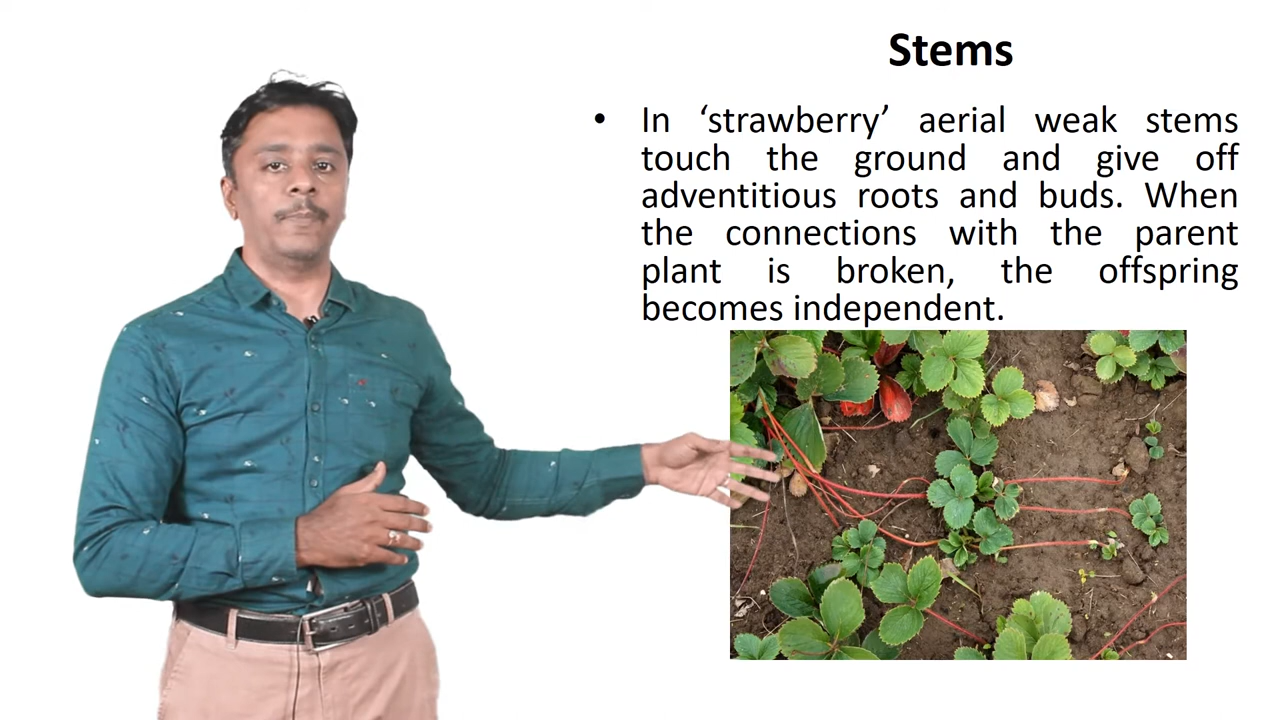 Stems
• In ‘strawberry’ aerial weak stems
touch the ground and give off
adventitious roots and buds. When
the connections with the parent
plant is broken, the offspring
becomes independent.